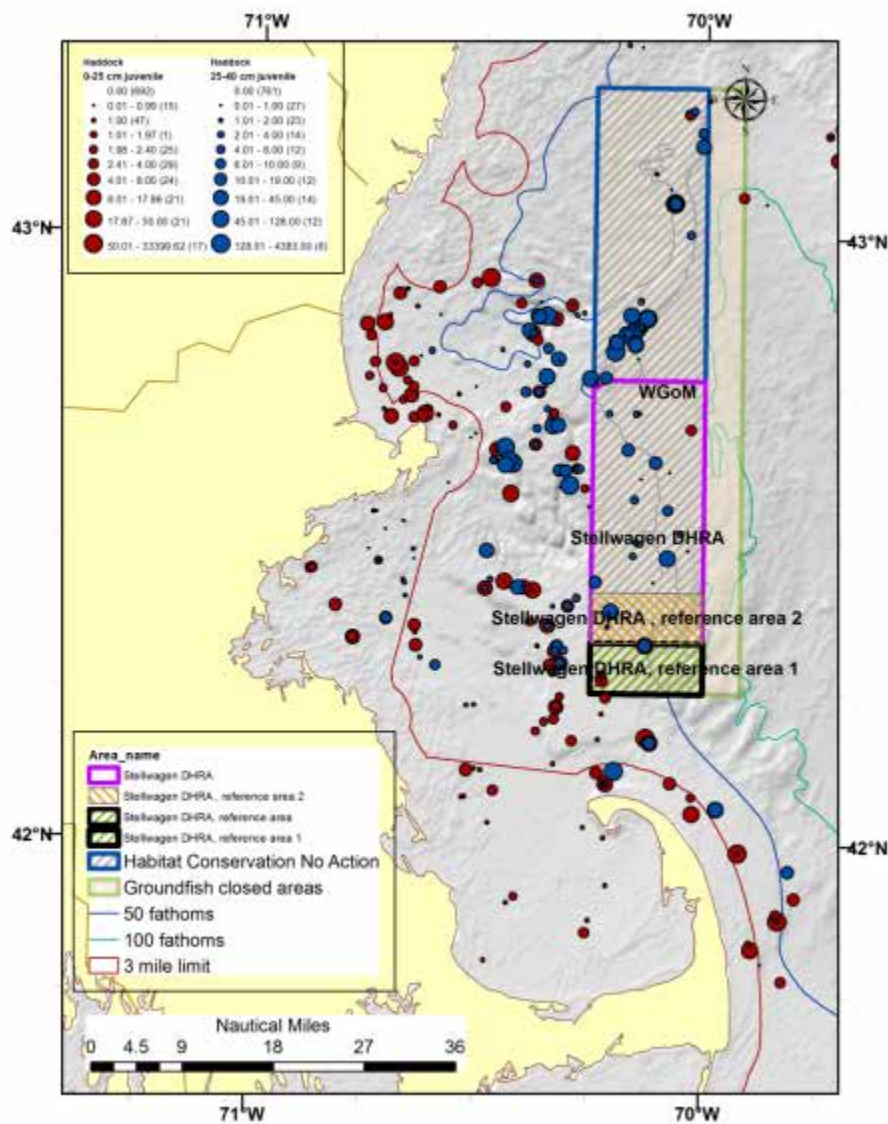 71°W 70°W
Haddock
0-25 cm juvenile
0.00 (692)
0.01 - 0.99 (15)
1.00 (47)
1.01 - 1.97 (1)
1.98 - 2.40 (25)
2.41 - 4.00 (29)
4.01 - 8.00 (24)
8.01 - 17.86 (21)
17.87 - 50.00 (21)
50.01 - 33399.62 (17)
Haddock
25-40 cm juvenile
0.00 (761)
0.01 - 1.00 (27)
1.01 - 2.00 (23)
2.01 - 4.00 (14)
4.01 - 6.00 (12)
6.01 - 10.00 (9)
10.01 - 19.00 (12)
19.01 - 45.00 (14)
45.01 - 128.00 (12)
N
E
S
43°N 43°N
WGoM
Stellwagen DHRA
Stellwagen DHRA , reference area 2
Stellwagen DHRA, reference area 1
Area_name
Stellwagen DHRA
Stellwagen DHRA , reference area 2
Stellwagen DHRA, reference area
Stellwagen DHRA, reference area 1
Habitat Conservation No Action
Groundfish closed areas
50 fathoms
100 fathoms
3 mile limit
42°N 42°N
Nautical Miles
0 4.5 9 18 27 36
71°W 70°W